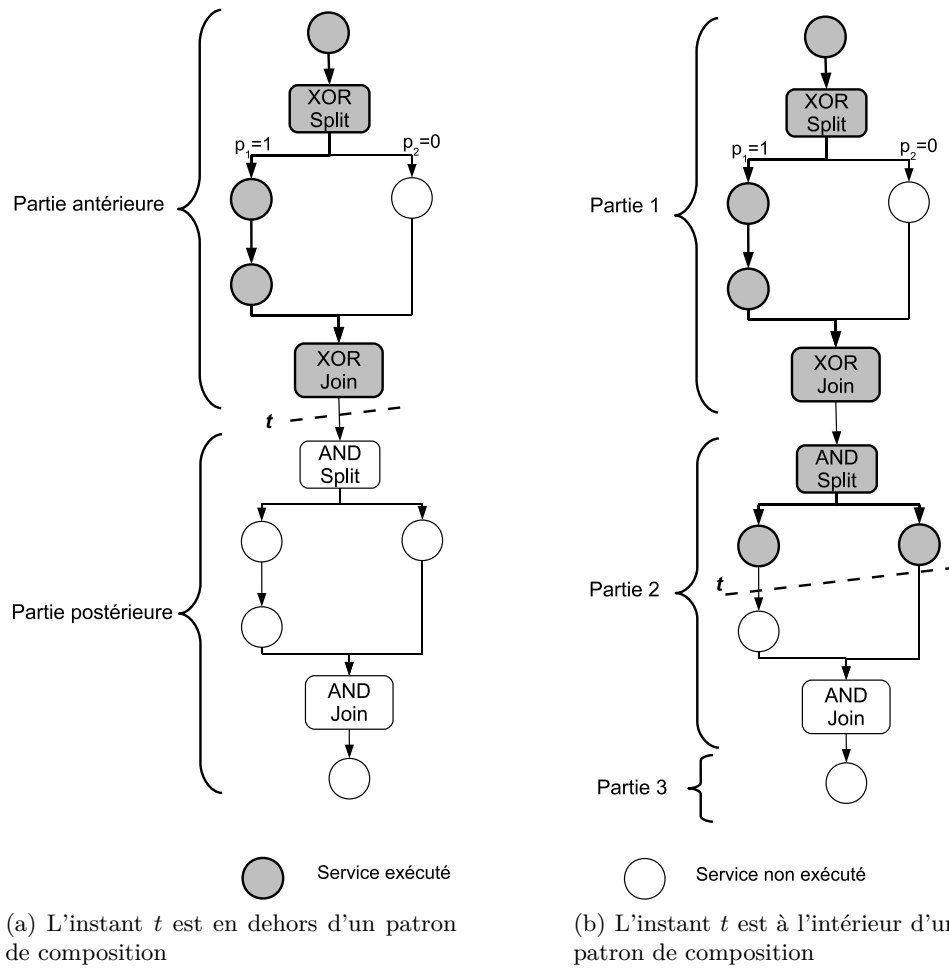 XOR
Split
p1=1
p2=0
Partie antérieure
XOR
Join
t
AND
Split
Partie postérieure
AND
Join
XOR
Split
p1=1
p2=0
Partie 1
XOR
Join
AND
Split
t
Partie 2
AND
Join
Partie 3
Service exécuté
Service non exécuté
(a) L'instant t est en dehors d'un patron
de composition
(b) L'instant t est à l'intérieur d'un
patron de composition